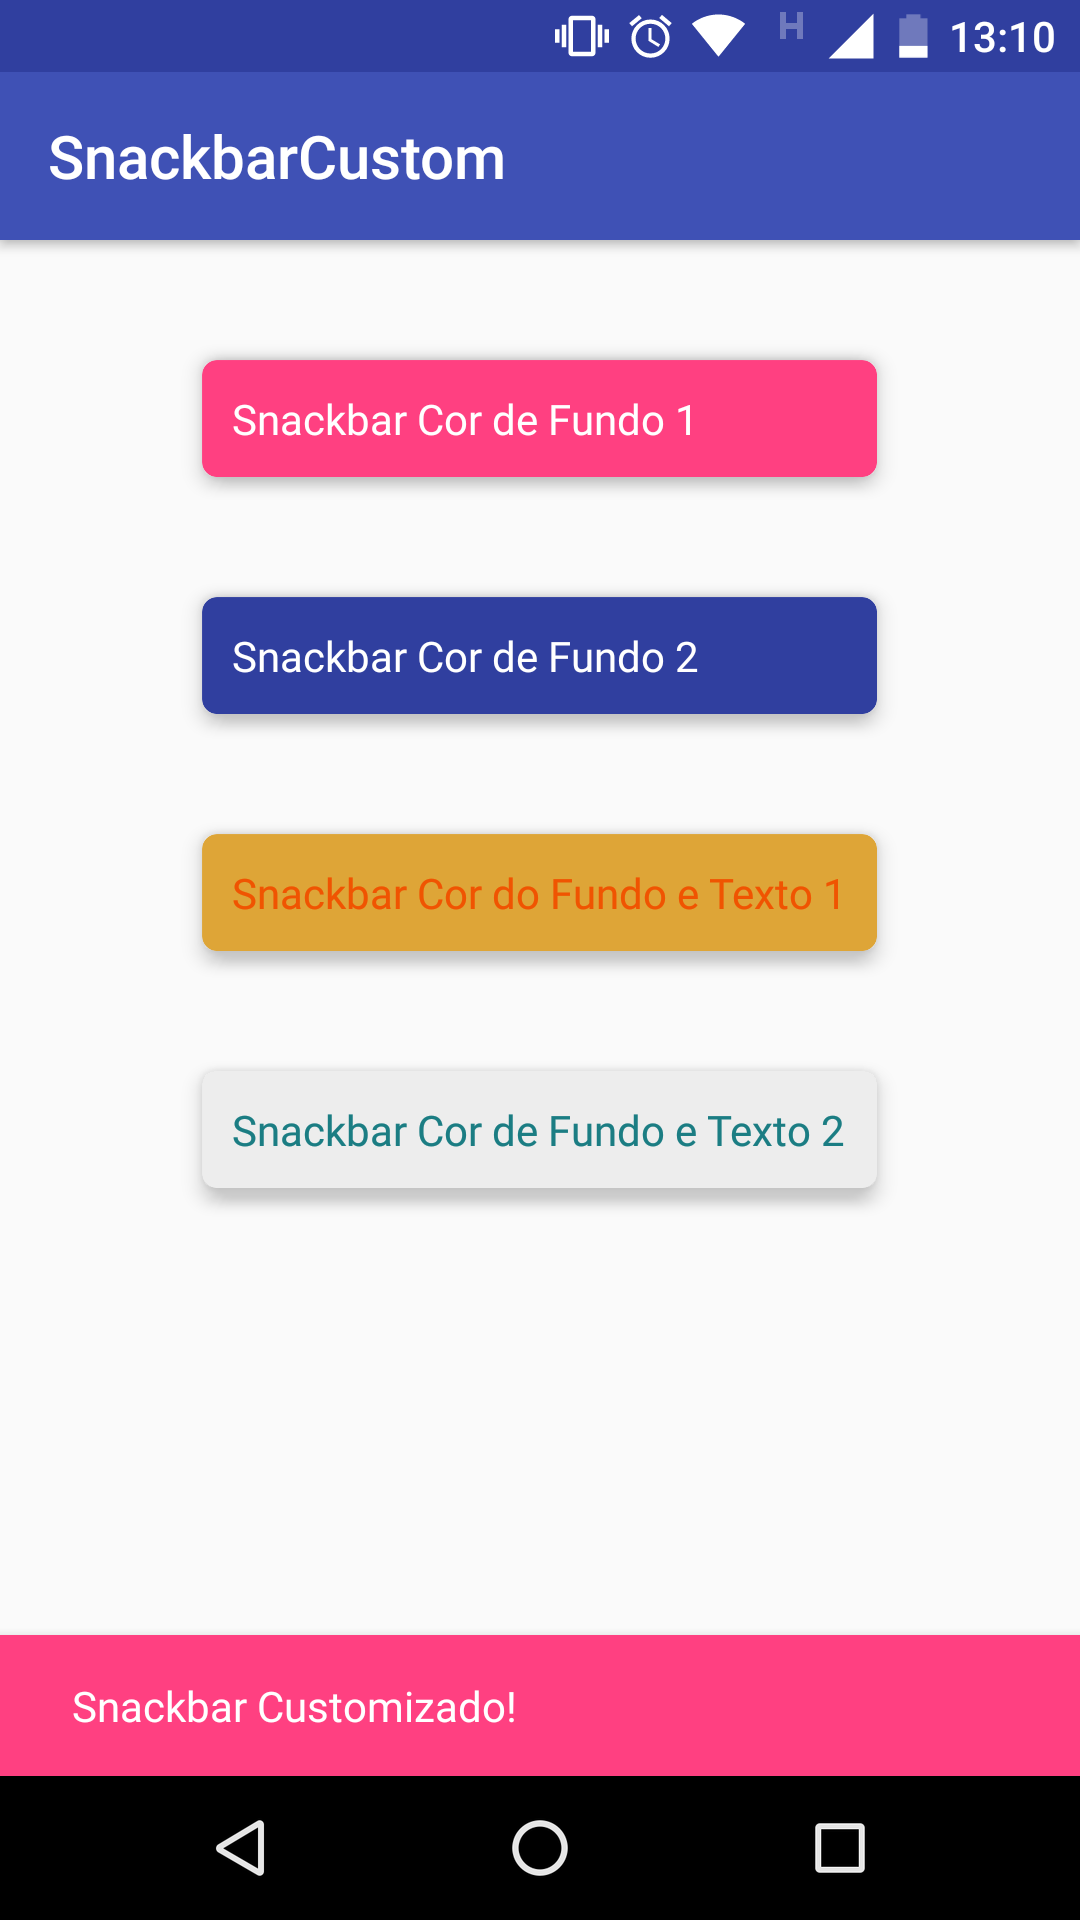 H 13:10
SnackbarCustom
Snackbar Cor de Fundo 1
Snackbar Cor de Fundo 2
Snackbar Cor do Fundo e Texto 1
Snackbar Cor de Fundo e Texto 2
Snackbar Customizado!